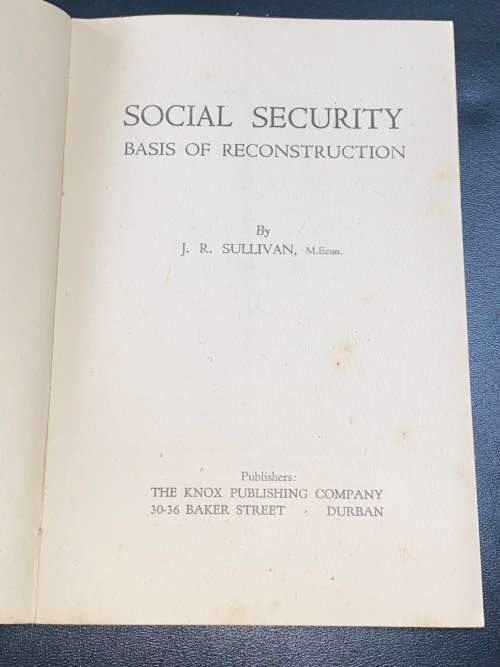 SOCIAL SECURITY
BASIS OF RECONSTRUCTION
By
J. R. SULLIVAN, M.Econ.
Publishers:
THE KNOX PUBLISHING COMPANY
30-36 BAKER STREET · DURBAN